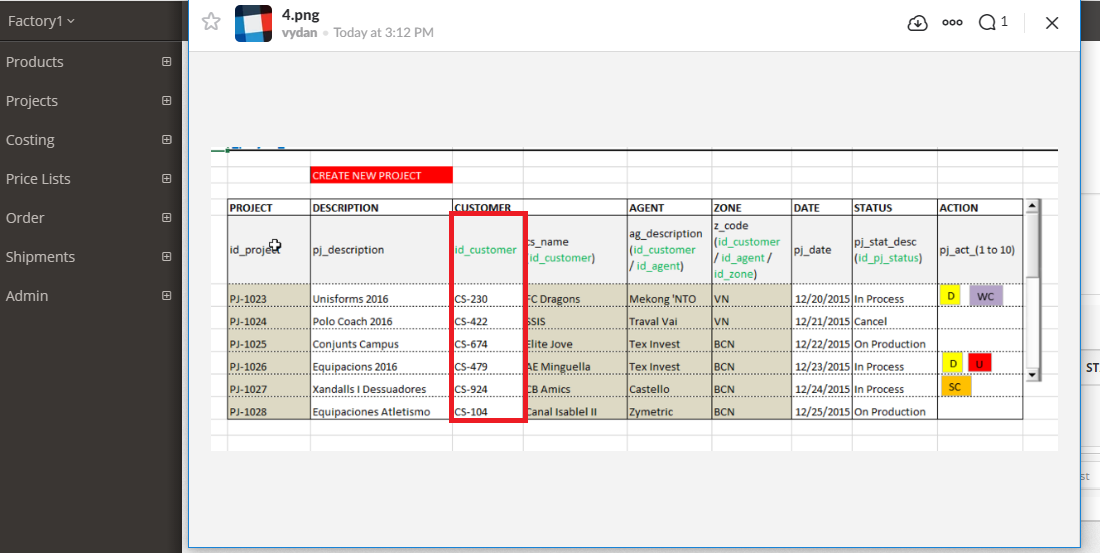 Factory1
Products
Projects
Costing
Price Lists
Order
Shipments
Admin
4.png
vydan Today at 3:12 PM
1
CREATE NEW PROJECT
PROJECT DESCRIPTION CUSTOMER AGENT ZONE DATE STATUS ACTION
id_project pj_description id_customer cs_name (id_customer) ag_description (id_customer / id_agent) z_code (id_customer / id_agent / id_zone) pj_date pj_stat_desc (id_pj_status) pj_act_(1 to 10)
PJ-1023 Unisforms 2016 CS-230 FC Dragons Mekong 'NTO VN 12/20/2015 In Process D WC
PJ-1024 Polo Coach 2016 CS-422 SSIS Traval Vai VN 12/21/2015 Cancel
PJ-1025 Conjunts Campus CS-674 Elite Jove Tex Invest BCN 12/22/2015 On Production
PJ-1026 Equipacions 2016 CS-479 AE Minguella Tex Invest BCN 12/23/2015 In Process D
PJ-1027 Xandalls I Dessuadores CS-924 CB Amics Castello BCN 12/24/2015 In Process SC
PJ-1028 Equipaciones Atletismo CS-104 Canal Isablel II Zymetric BCN 12/25/2015 On Production
ST
st